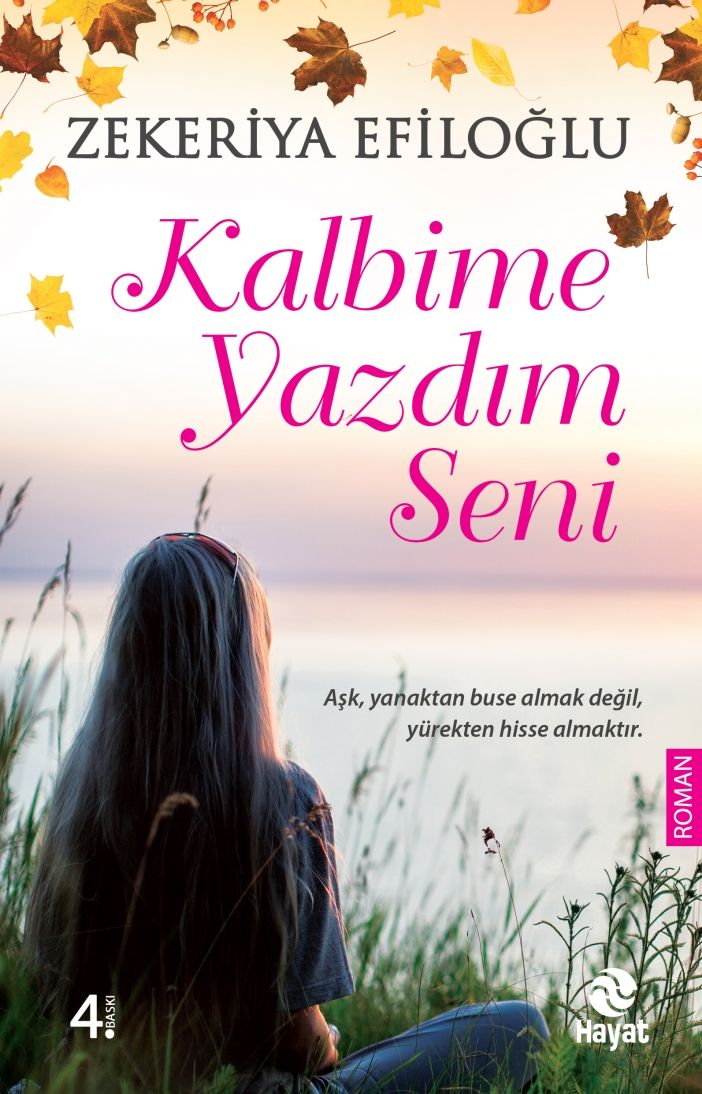 ZEKERİYA EFİLOĞLU
Kalbime
Yazdım
Seni
Aşk, yanaktan buse almak değil,
yürekten hisse almaktır.
ROMAN
4. BASKI
Hayat